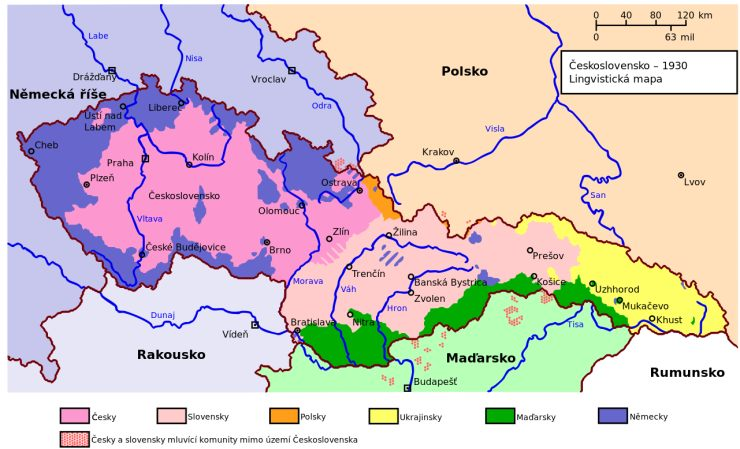 0 40 80 120 km
0 63 mil
Československo – 1930
Lingvistická mapa
Labe
Nisa
Drážďany
Vroclav
Polsko
Německá říše
Liberec
Odra
Ústí nad
Labem
Visla
Cheb
Praha
Kolín
Krakov
Plzeň
Ostrava
Lvov
Československo
San
Olomouc
Vltava
Zlín
Žilina
České Budějovice
Brno
Prešov
Trenčín
Morava
Váh
Banská Bystrica
Košice
Uzhhorod
Zvolen
Hron
Mukačevo
Dunaj
Bratislava
Nitra
Tisa
Khust
Vídeň
Rakousko
Maďarsko
Rumunsko
Budapešť
Česky
Slovensky
Polsky
Ukrajinsky
Maďarsky
Německy
Česky a slovensky mluvící komunity mimo území Československa